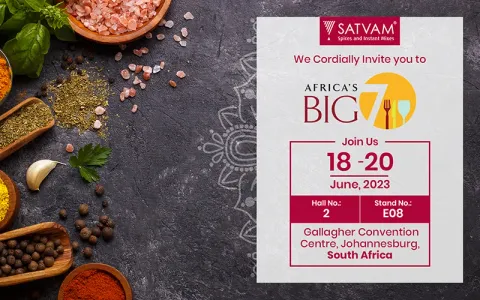 SATVAM®
Spices and Instant Mixes
We Cordially Invite you to
AFRICA'S
BIG 7
Join Us
18 - 20
June, 2023
Hall No.: Stand No.:
2 E08
Gallagher Convention
Centre, Johannesburg,
South Africa